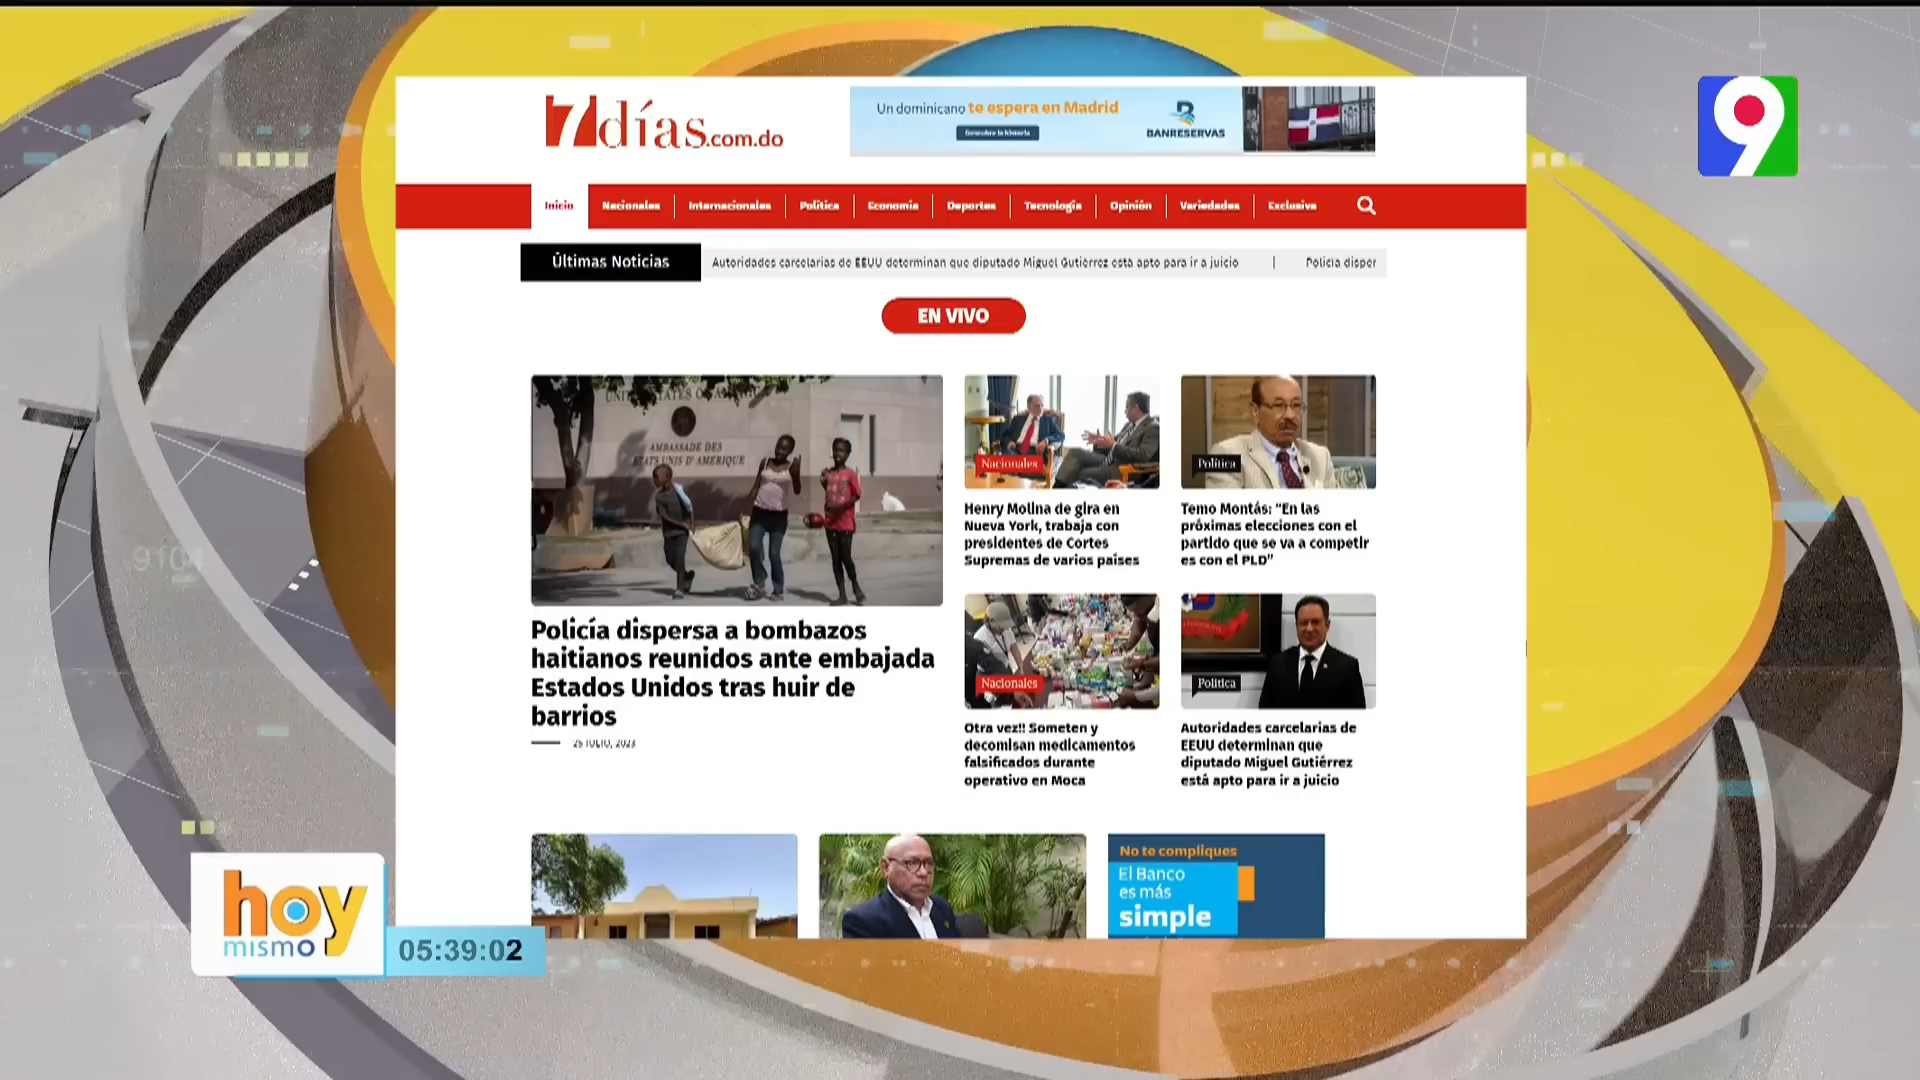 7días.com.do
Un dominicano te espera en Madrid
BANRESERVAS
9
Inicio
Nacionales
Internacionales
Política
Economía
Deportes
Tecnología
Opinión
Variedades
Exclusiva
Últimas Noticias
Autoridades carcelarias de EEUU determinan que diputado Miguel Gutiérrez está apto para ir a juicio | Policía disper
EN VIVO
AMBASSADE DES
ETATS UNIS D'AMERIQUE
Policía dispersa a bombazos
haitianos reunidos ante embajada
Estados Unidos tras huir de
barrios
Nacionales
Henry Molina de gira en
Nueva York, trabaja con
presidentes de Cortes
Supremas de varios países
Política
Temo Montás: “En las
próximas elecciones con el
partido que se va a competir
es con el PLD”
Nacionales
Otra vez!! Someten y
decomisan medicamentos
falsificados durante
operativo en Moca
Política
Autoridades carcelarias de
EEUU determinan que
diputado Miguel Gutiérrez
está apto para ir a juicio
No te compliques
El Banco
es más
simple
hoy
mismo
05:39:02